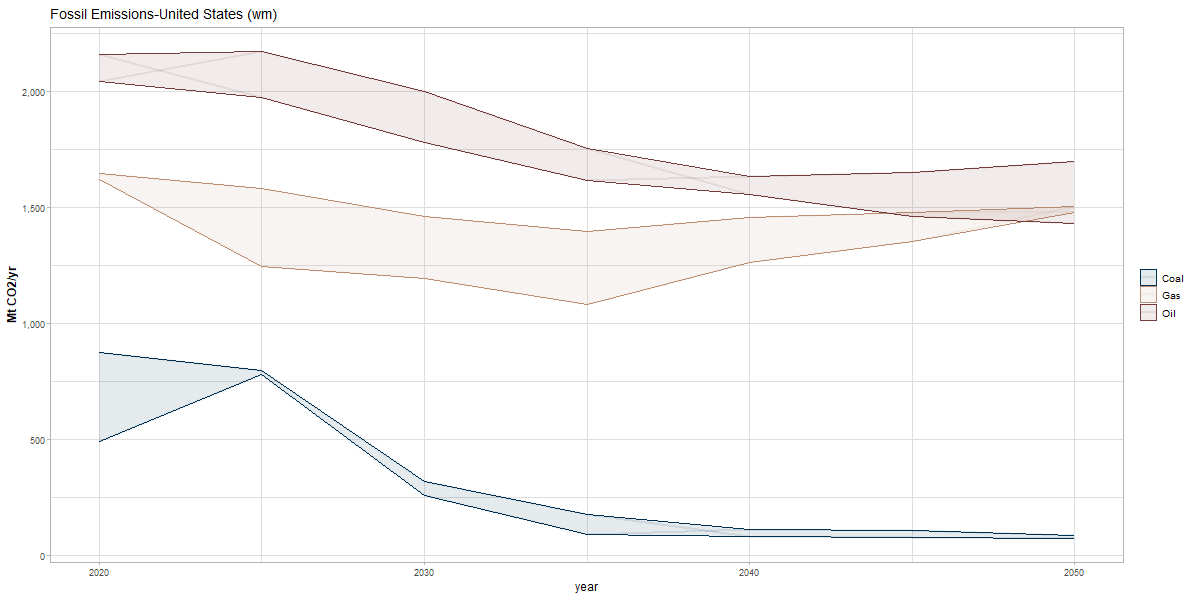 Fossil Emissions-United States (wm)
Mt CO2/yr
2,000
1,500
1,000
500
0
2020
2030
2040
2050
year
Coal
Gas
Oil